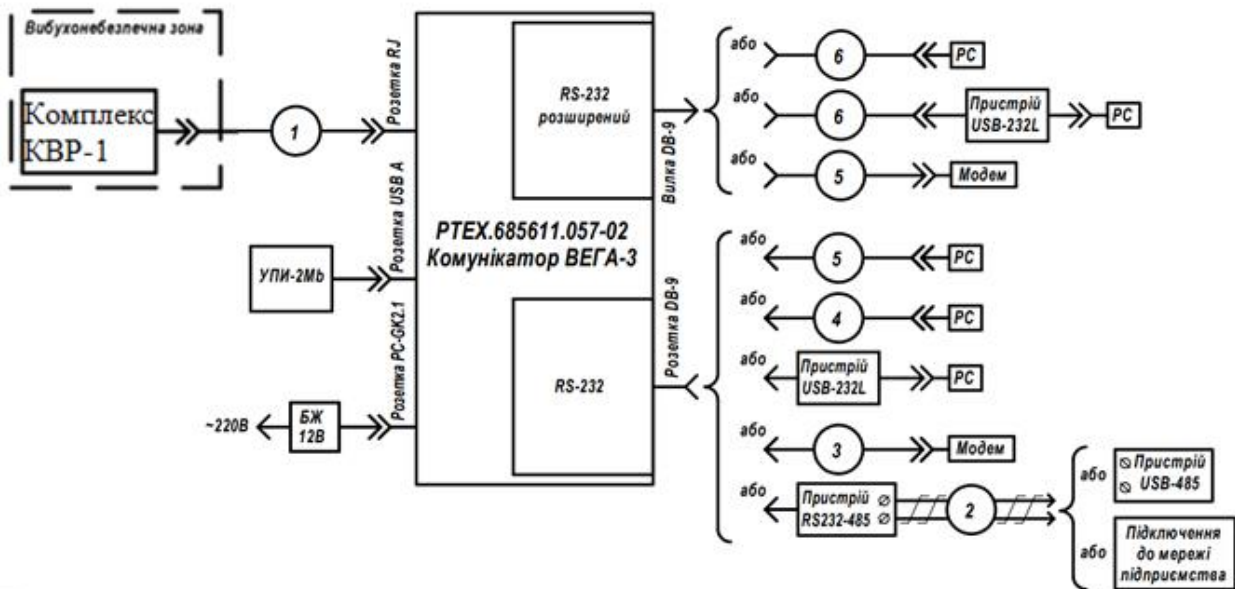 Вибухонебезпечна зона
Комплекс
КВР-1
1
Розетка RJ
УПИ-2Mb
Розетка USB A
~220В
БЖ
12В
Розетка PC-GK2.1
RS-232
розширений
РТЕХ.685611.057-02
Комунікатор ВЕГА-3
RS-232
Вилка DB-9
Розетка DB-9
або
6
PC
або
6
Пристрій
USB-232L
PC
або
5
Модем
або
5
PC
або
4
PC
або
Пристрій
USB-232L
PC
або
3
Модем
або
Пристрій
RS232-485
2
або
Пристрій
USB-485
або
Підключення
до мережі
підприємства